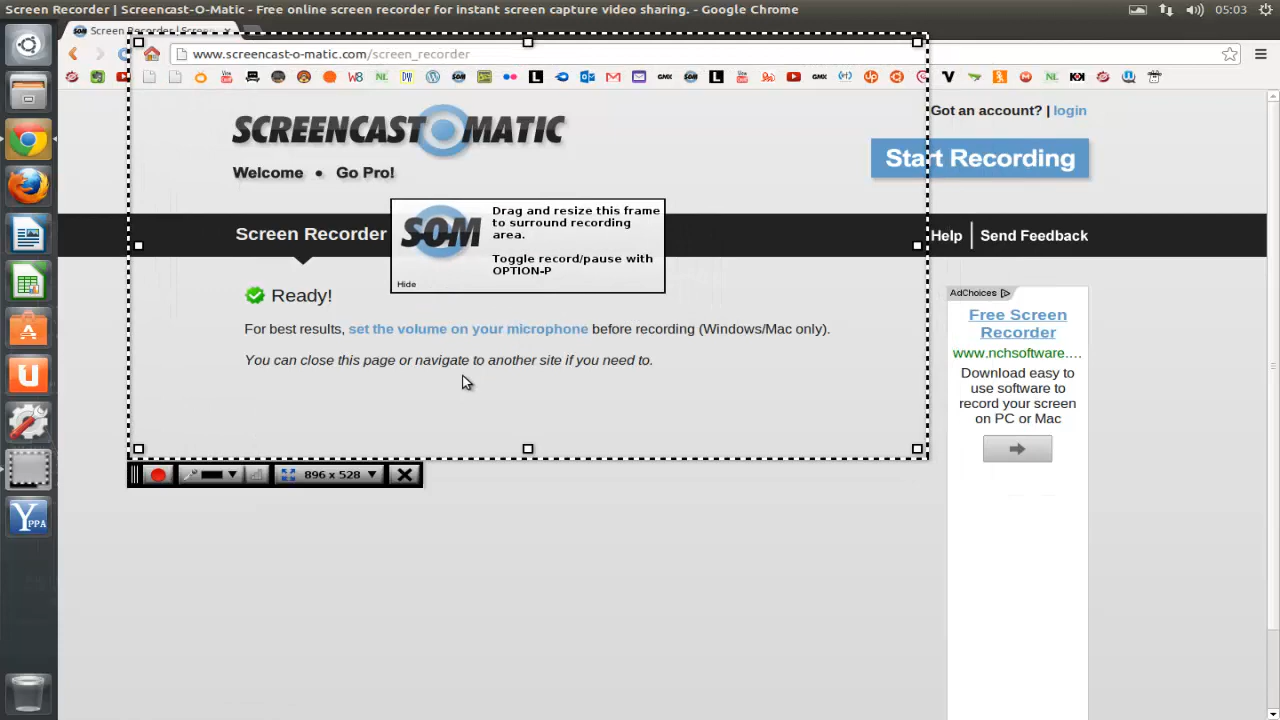 Screen Recorder | Screencast-O-Matic - Free online screen recorder for instant screen capture video sharing. - Google Chrome
05:03
Screen Recorder | Scree
www.screencast-o-matic.com/screen_recorder
SCREENCAST-O-MATIC
Got an account? | login
Start Recording
Welcome • Go Pro!
Screen Recorder
Help | Send Feedback
SOM
Drag and resize this frame
to surround recording
area.
Toggle record/pause with
OPTION-P
Hide
Ready!
For best results, set the volume on your microphone before recording (Windows/Mac only).
You can close this page or navigate to another site if you need to.
896 x 528
AdChoices
Free Screen
Recorder
www.nchsoftware....
Download easy to
use software to
record your screen
on PC or Mac
YPPA